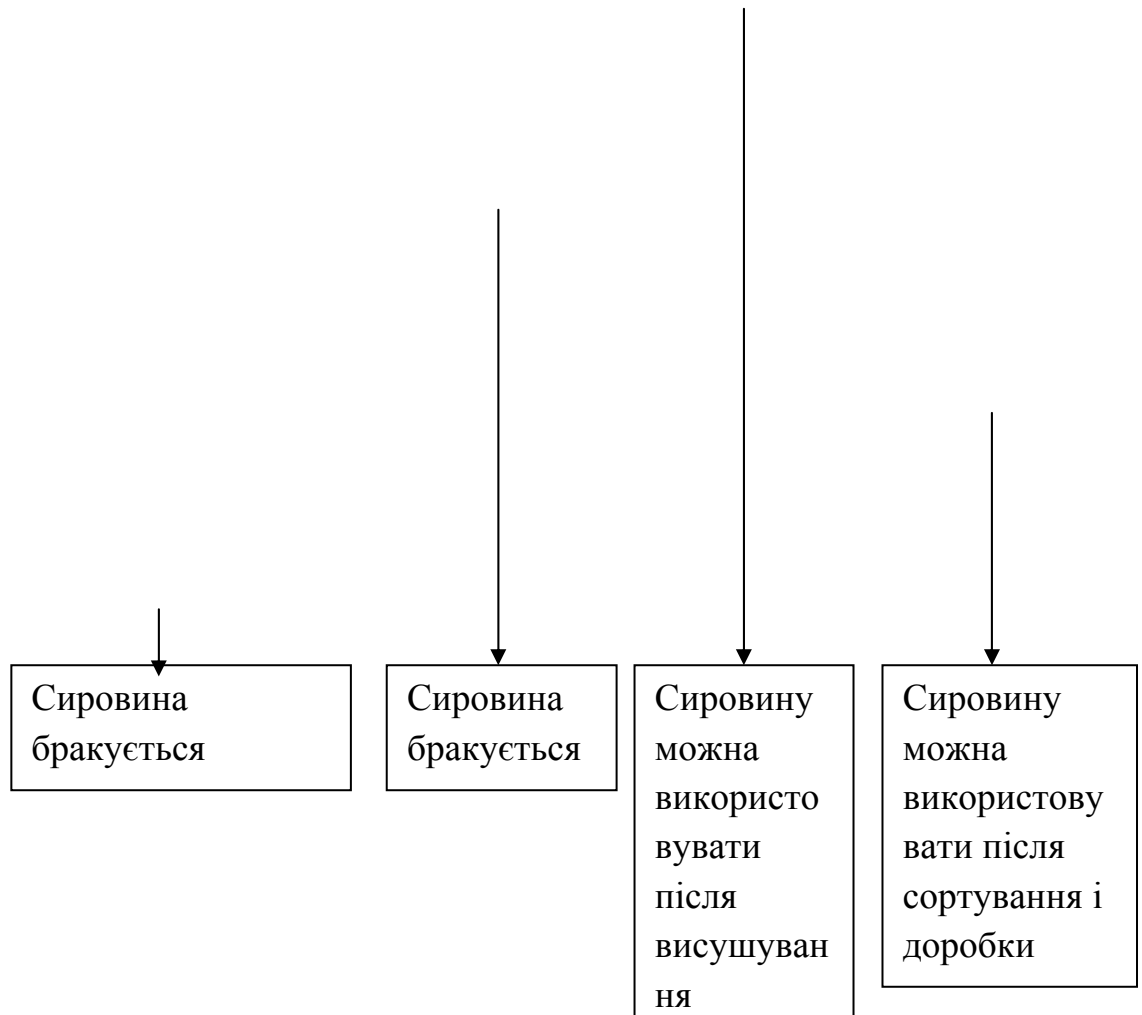 Сировина
бракується
Сировина
бракується
Сировину
можна
використо
вувати
після
висушуван
ня
Сировину
можна
використову
вати після
сортування і
доробки